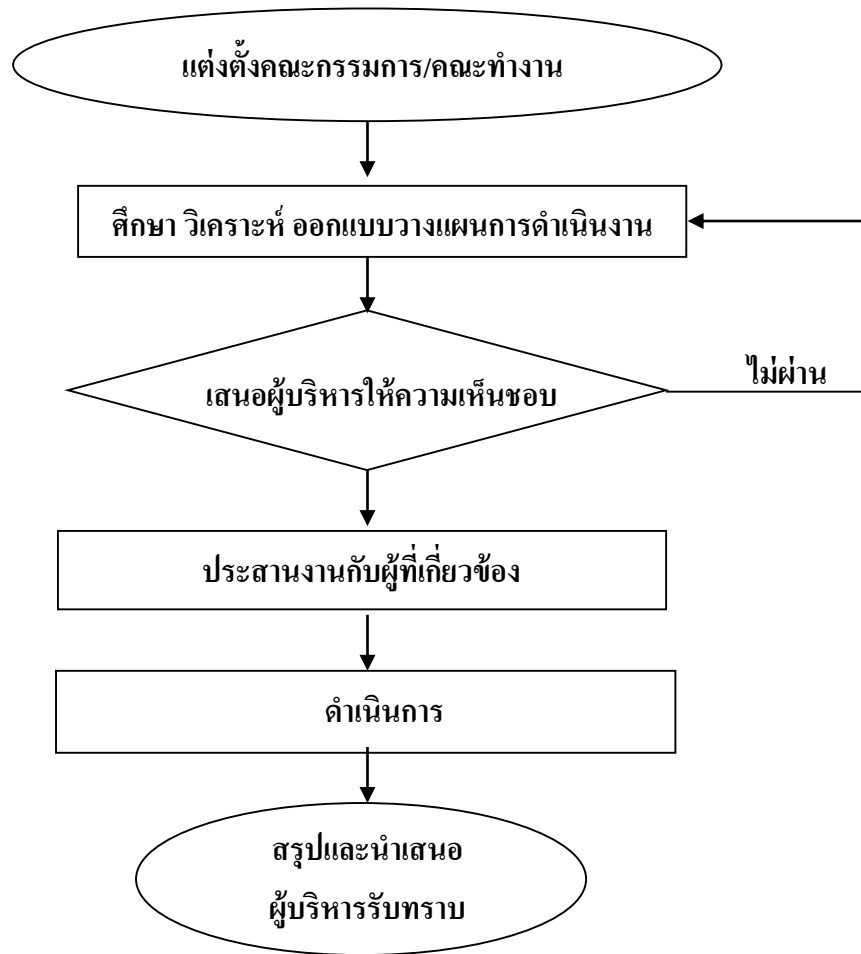 แต่งตั้งคณะกรรมการ/คณะทำงาน
ศึกษา วิเคราะห์ ออกแบบวางแผนการดำเนินงาน
เสนอผู้บริหารให้ความเห็นชอบ
ไม่ผ่าน
ประสานงานกับผู้ที่เกี่ยวข้อง
ดำเนินการ
สรุปและนำเสนอ
ผู้บริหารรับทราบ